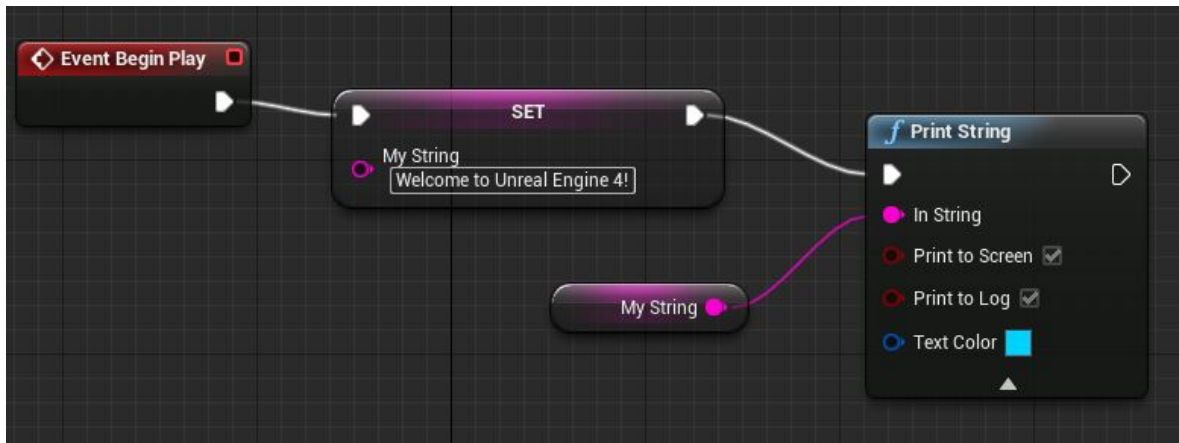 Event Begin Play
SET
My String
Welcome to Unreal Engine 4!
My String
f Print String
In String
Print to Screen
Print to Log
Text Color